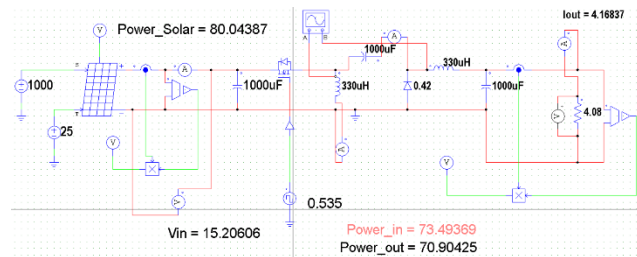 Iout = 4.16837
Power_Solar = 80.04387
V
A
B
A
1000uF
S
+
A
330uH
A
1000
1000uF
330uH
0.42
1000uF
4.08
T
-
25
V
A
V
V
V
0.535
Vin = 15.20606
Power_in = 73.49369
Power_out = 70.90425